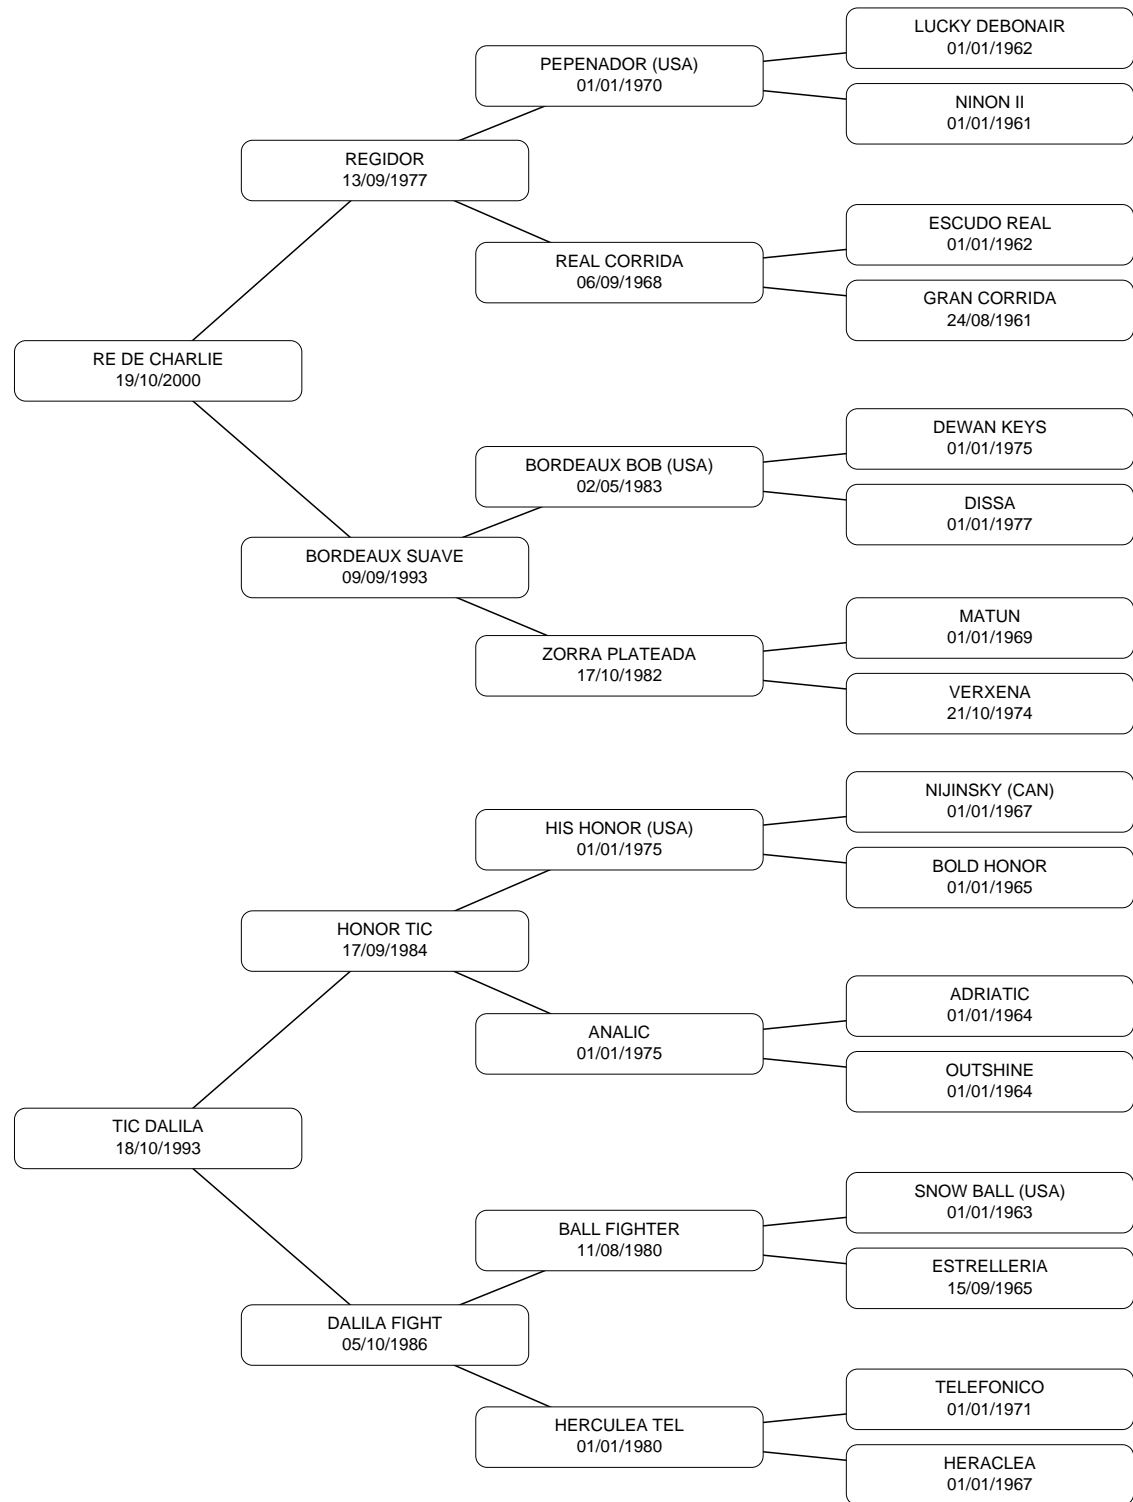 LUCKY DEBONAIR
01/01/1962
PEPENADOR (USA)
01/01/1970
NINON II
01/01/1961
REGIDOR
13/09/1977
ESCUDO REAL
01/01/1962
REAL CORRIDA
06/09/1968
GRAN CORRIDA
24/08/1961
RE DE CHARLIE
19/10/2000
DEWAN KEYS
01/01/1975
BORDEAUX BOB (USA)
02/05/1983
DISSA
01/01/1977
BORDEAUX SUAVE
09/09/1993
MATUN
01/01/1969
ZORRA PLATEADA
17/10/1982
VERXENA
21/10/1974
NIJINSKY (CAN)
01/01/1967
HIS HONOR (USA)
01/01/1975
BOLD HONOR
01/01/1965
HONOR TIC
17/09/1984
ADRIATIC
01/01/1964
ANALIC
01/01/1975
OUTSHINE
01/01/1964
TIC DALILA
18/10/1993
SNOW BALL (USA)
01/01/1963
BALL FIGHTER
11/08/1980
ESTRELLERIA
15/09/1965
DALILA FIGHT
05/10/1986
TELEFONICO
01/01/1971
HERCULEA TEL
01/01/1980
HERACLEA
01/01/1967